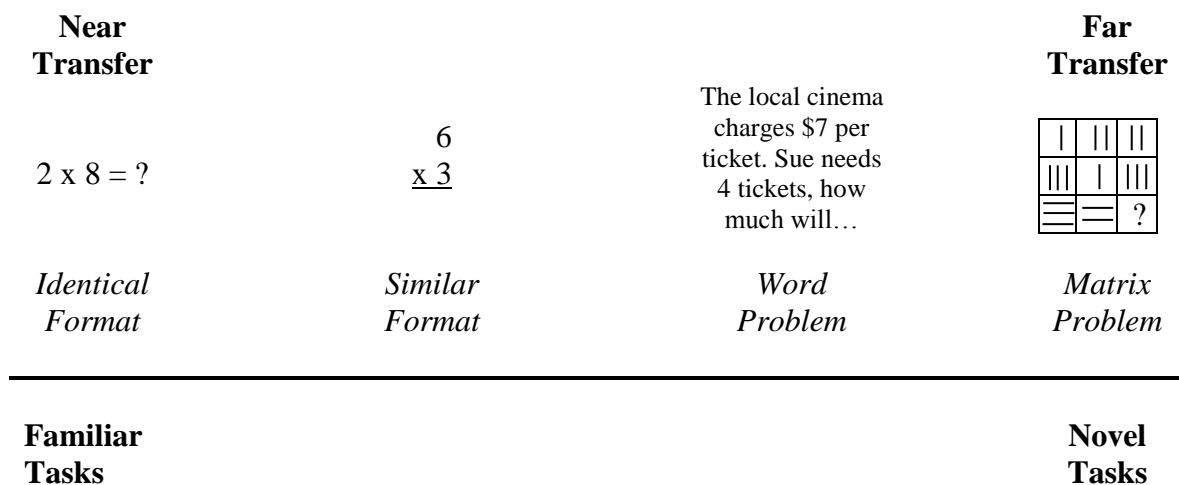 Near
Transfer
Far
Transfer
2 x 8 = ?
6
x 3
The local cinema
charges $7 per
ticket. Sue needs
4 tickets, how
much will…
?
Identical
Format
Similar
Format
Word
Problem
Matrix
Problem
Familiar
Tasks
Novel
Tasks